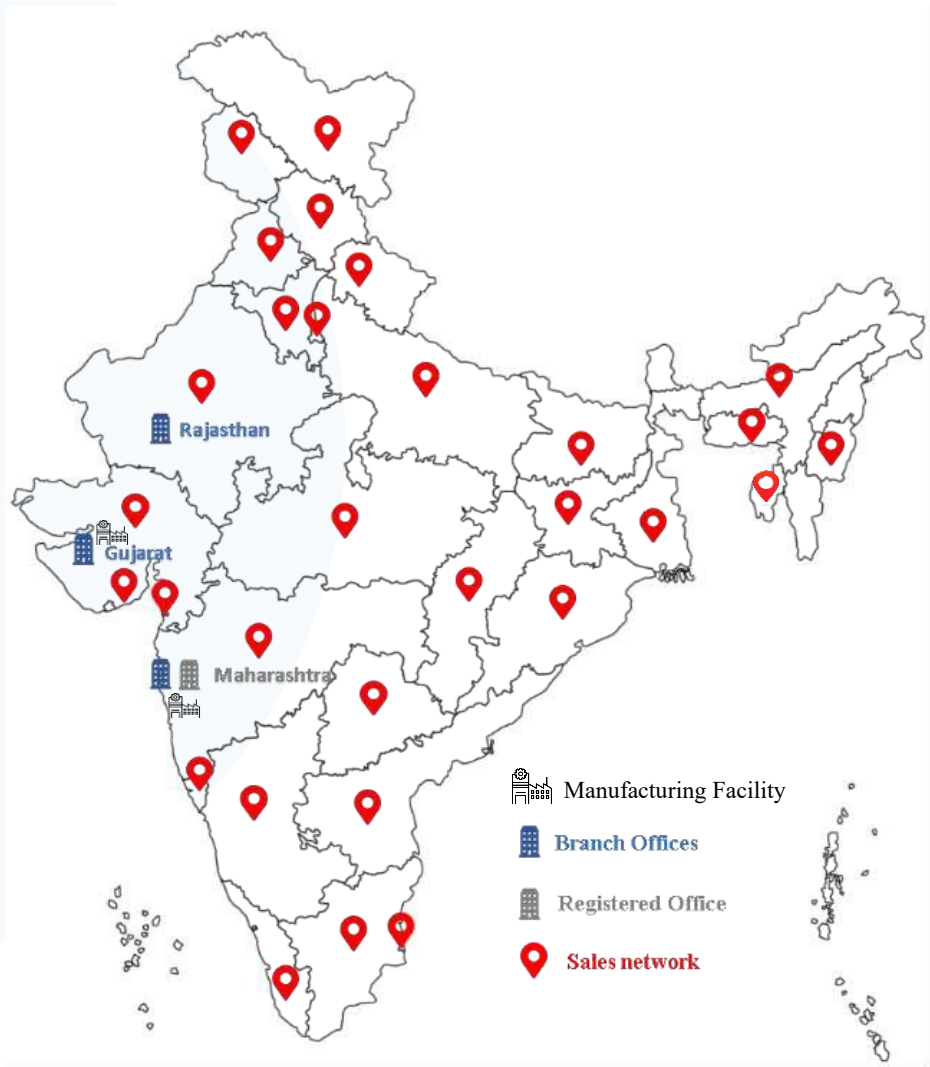 Rajasthan
Gujarat
Maharashtra
Manufacturing Facility
Branch Offices
Registered Office
Sales network